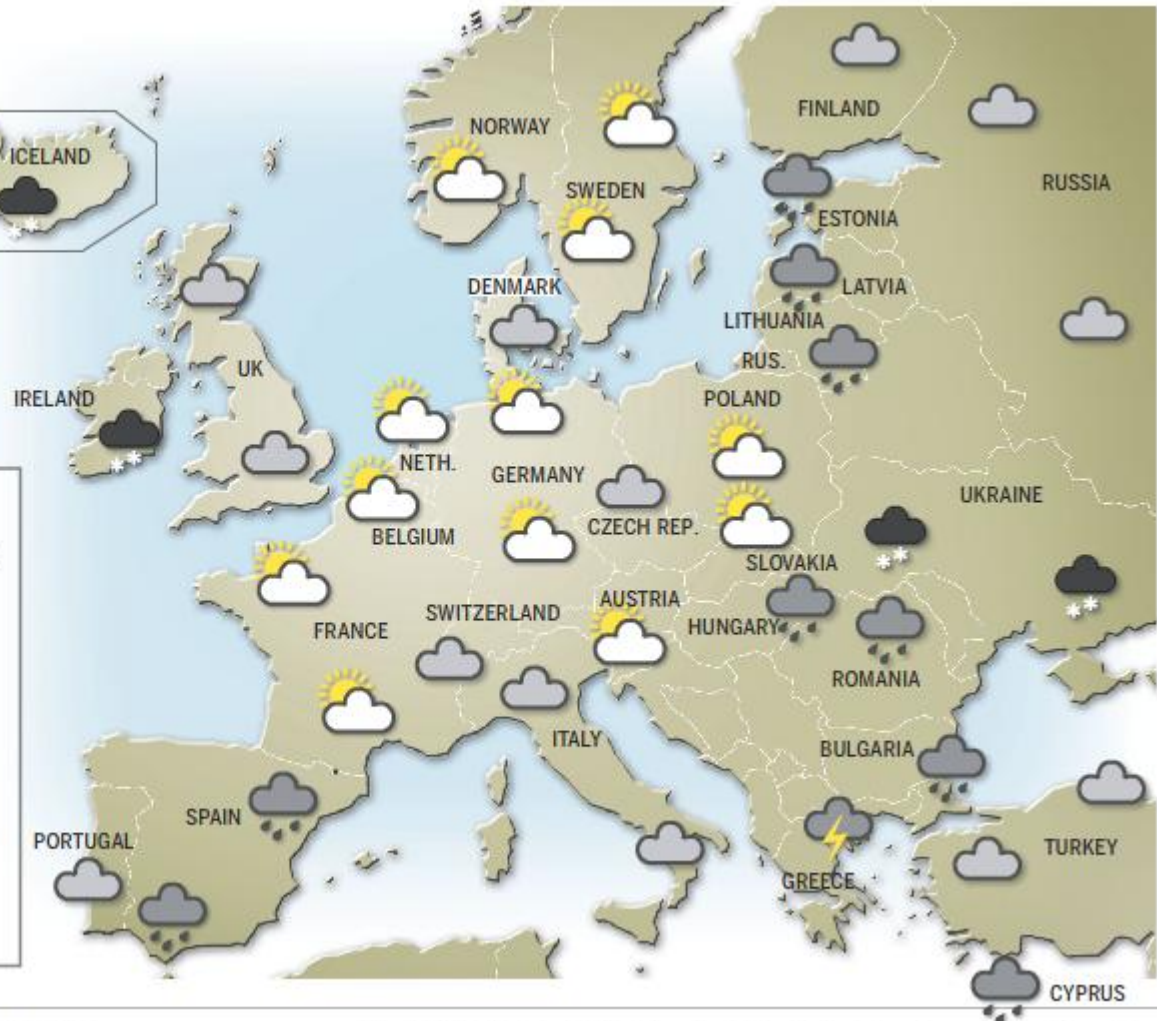 FINLAND
NORWAY
ICELAND
RUSSIA
SWEDEN
ESTONIA
DENMARK
LATVIA
LITHUANIA
RUS.
UK
IRELAND
POLAND
NETH.
GERMANY
UKRAINE
CZECH REP.
BELGIUM
SLOVAKIA
AUSTRIA
SWITZERLAND
HUNGARY
FRANCE
ROMANIA
ITALY
BULGARIA
SPAIN
PORTUGAL
TURKEY
GREECE
CYPRUS